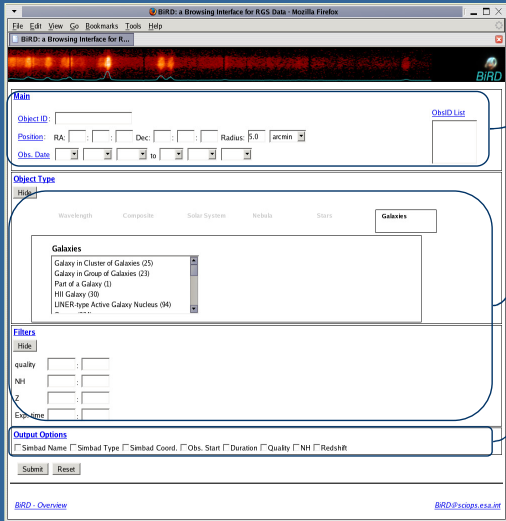 BiRD: a Browsing Interface for RGS Data - Mozilla Firefox
File Edit View Go Bookmarks Tools Help
BiRD: a Browsing Interface for R...
BiRD
Main
Object ID:
ObsID List
Position: RA: : : Dec: : : Radius: 5.0 arcmin
Obs. Date to
Object Type
Hide
Wavelength Composite Solar System Nebula Stars Galaxies
Galaxies
Galaxy in Cluster of Galaxies (25)
Galaxy in Group of Galaxies (23)
Part of a Galaxy (1)
HII Galaxy (30)
LINER-type Active Galaxy Nucleus (94)
Filters
Hide
quality :
NH :
Z :
Exp. time :
Output Options
Simbad Name Simbad Type Simbad Coord. Obs. Start Duration Quality NH Redshift
Submit Reset
BiRD - Overview
BiRD@sciops.esa.int